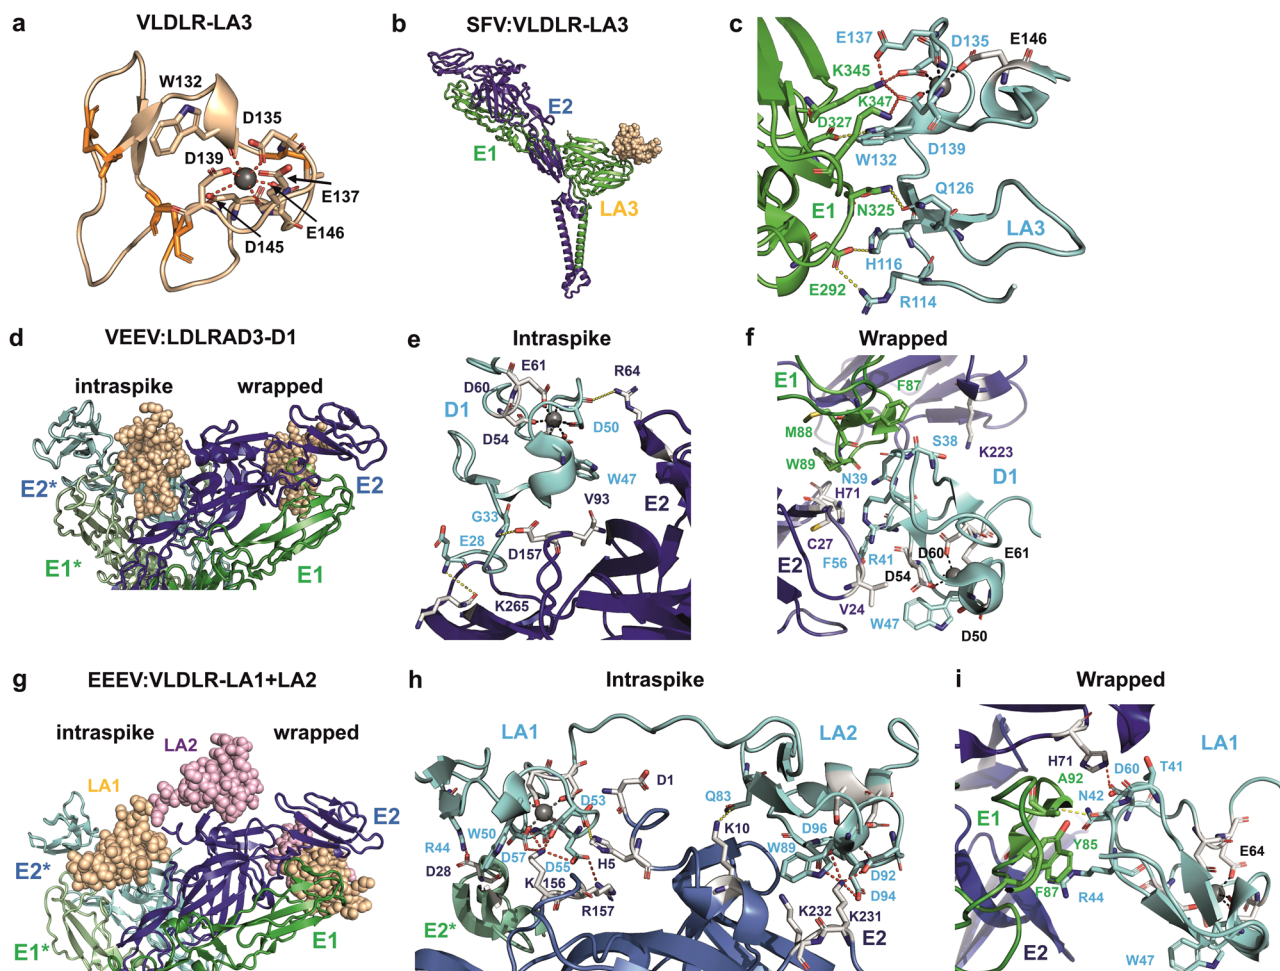 a
VLDLR-LA3
W132
D135
D139
E137
E146
D145
b
SFV:VLDLR-LA3
E2
E1
LA3
c
E137
D135
E146
K345
K347
D327
W132
D139
Q126
E1
N325
LA3
H116
E292
R114
d
VEEV:LDLRAD3-D1
intraspike
wrapped
E2*
E2
E1*
E1
e
Intraspike
E61
R64
D60
D1
D54
D50
W47
E2
V93
G33
E28
D157
K265
f
Wrapped
E1
F87
M88
S38
K223
W89
N39
D1
H71
C27
D60
E61
E2
F56
R41
D54
V24
W47
D50
g
EEEV:VLDLR-LA1+LA2
intraspike
wrapped
LA2
LA1
E2
E2*
E1*
E1
h
Intraspike
LA1
LA2
D1
D53
Q83
W50
D96
K10
R44
W89
D57
D55
H5
D92
D28
K156
D94
R157
K232
K231
E2*
E2
i
Wrapped
LA1
H71
D60
T41
A92
N42
E1
Y85
E64
F87
R44
E2
W47